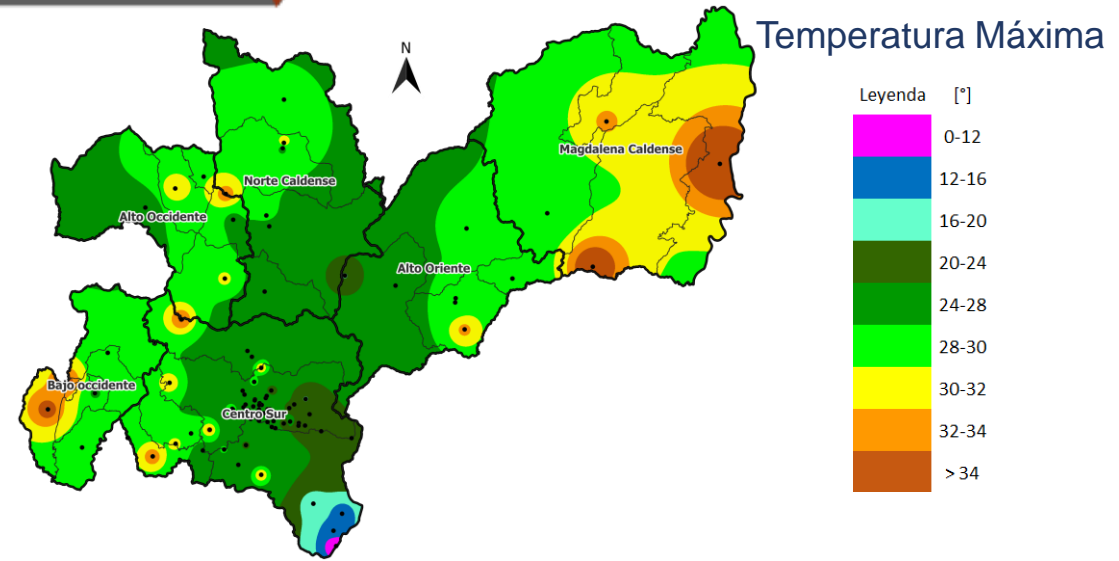 Temperatura Máxima
N
Leyenda [°]
0-12
12-16
16-20
20-24
24-28
28-30
30-32
32-34
> 34
Magdalena Caldense
Norte Caldense
Alto Occidente
Alto Oriente
Bajo occidente
Centro Sur